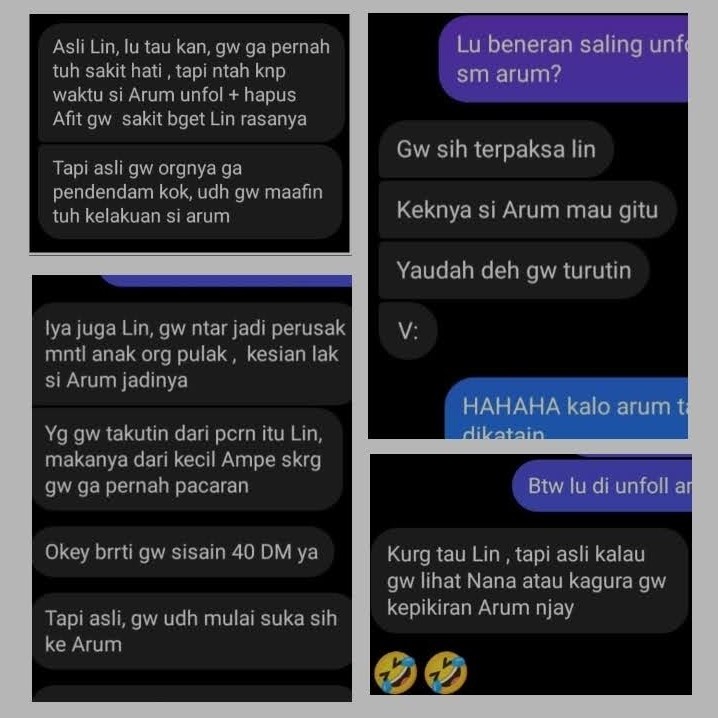 Asli Lin, lu tau kan, gw ga pernah
tuh sakit hati , tapi ntah knp
waktu si Arum unfol + hapus
Afit gw  sakit bget Lin rasanya
Tapi asli gw orgnya ga
pendendam kok, udh gw maafin
tuh kelakuan si arum
Iya juga Lin, gw ntar jadi perusak
mntl anak org pulak ,  kesian lak
si Arum jadinya
Yg gw takutin dari pcrn itu Lin,
makanya dari kecil Ampe skrg
gw ga pernah pacaran
Okey brrti gw sisain 40 DM ya
Tapi asli, gw udh mulai suka sih
ke Arum
Lu beneran saling
sm arum?
Gw sih terpaksa lin
Keknya si Arum mau gitu
Yaudah deh gw turutin
V:
HAHAHA kalo arum
dikatain
Btw lu di unfoll
Kurg tau Lin , tapi asli kalau
gw lihat Nana atau kagura gw
kepikiran Arum njay
🤣🤣